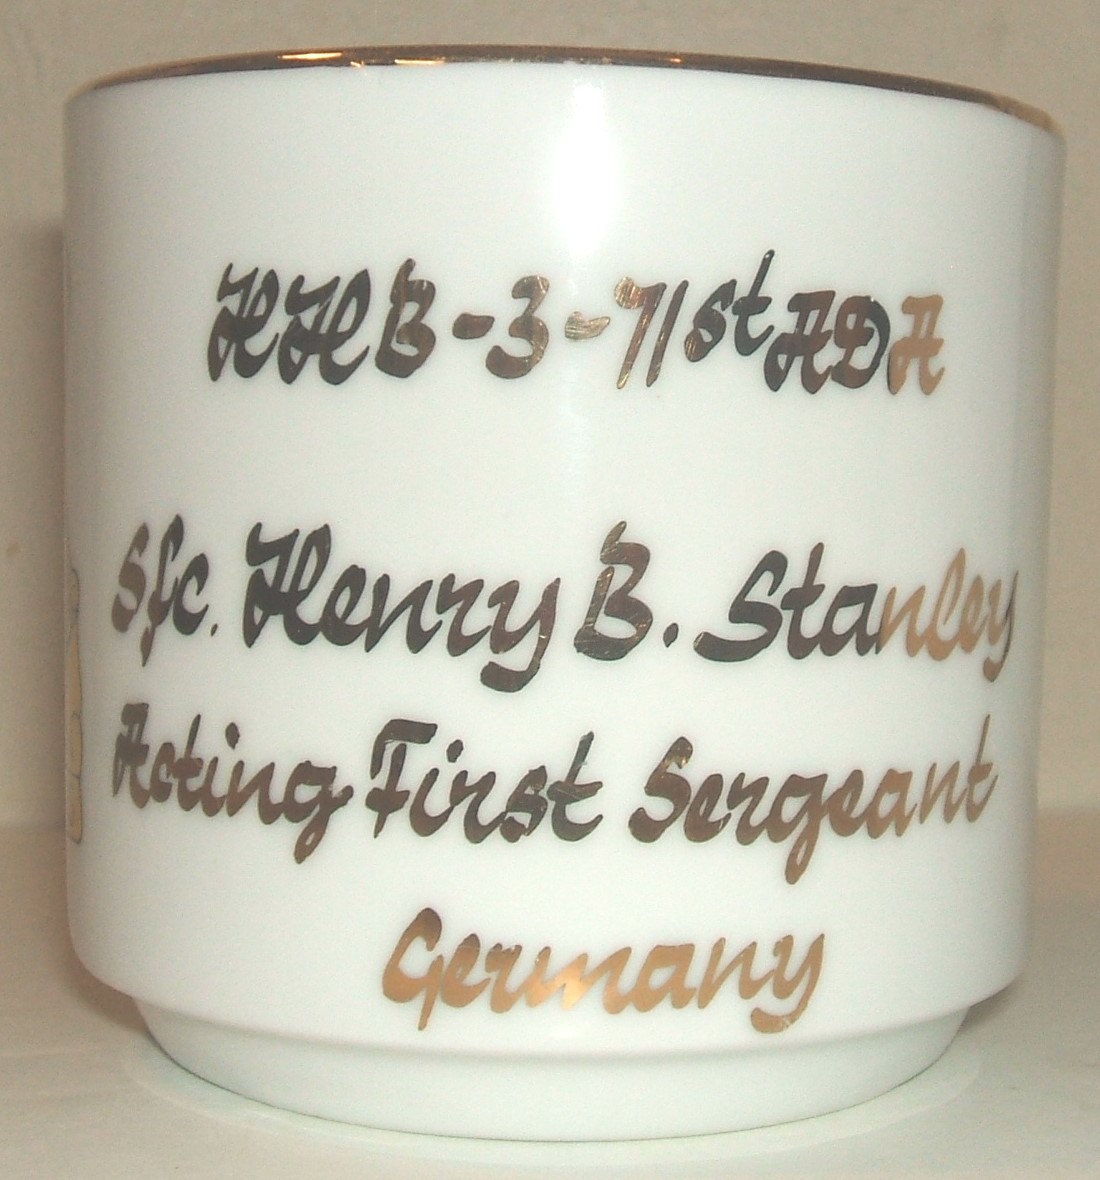 HHB-3-71st ADA
Sfc. Henry B. Stanley
Acting First Sergeant
Germany